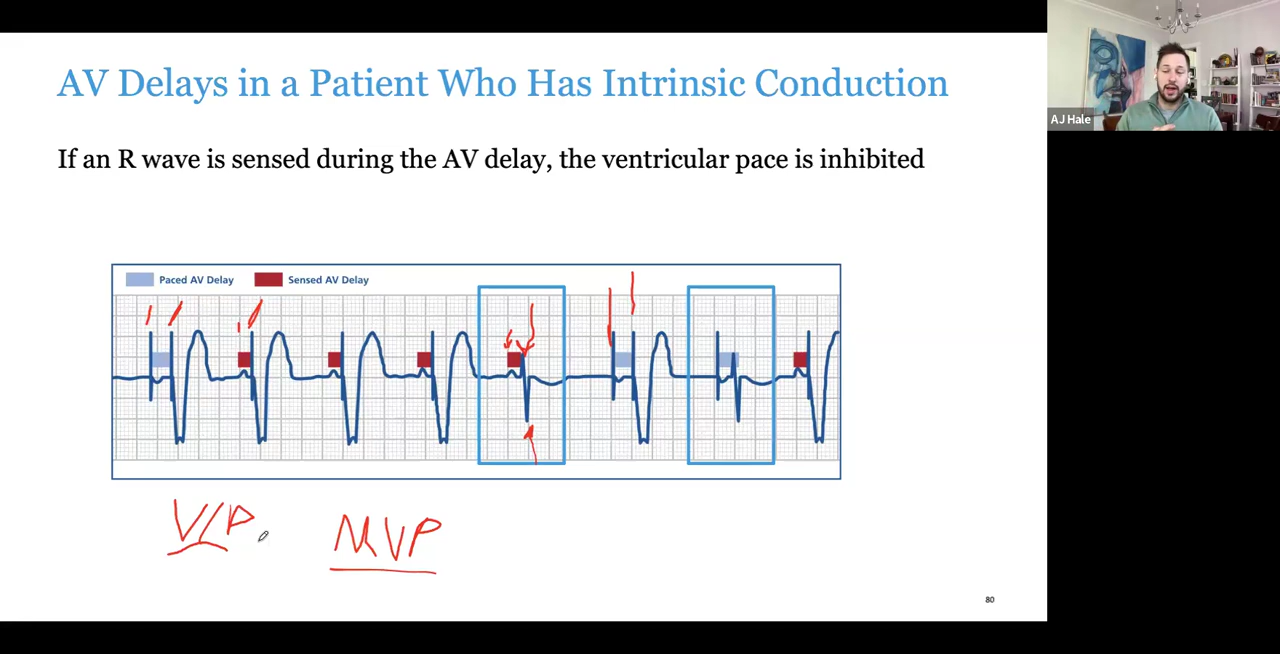 AV Delays in a Patient Who Has Intrinsic Conduction
AJ Hale
If an R wave is sensed during the AV delay, the ventricular pace is inhibited
Paced AV Delay Sensed AV Delay
VIP
MVP
80